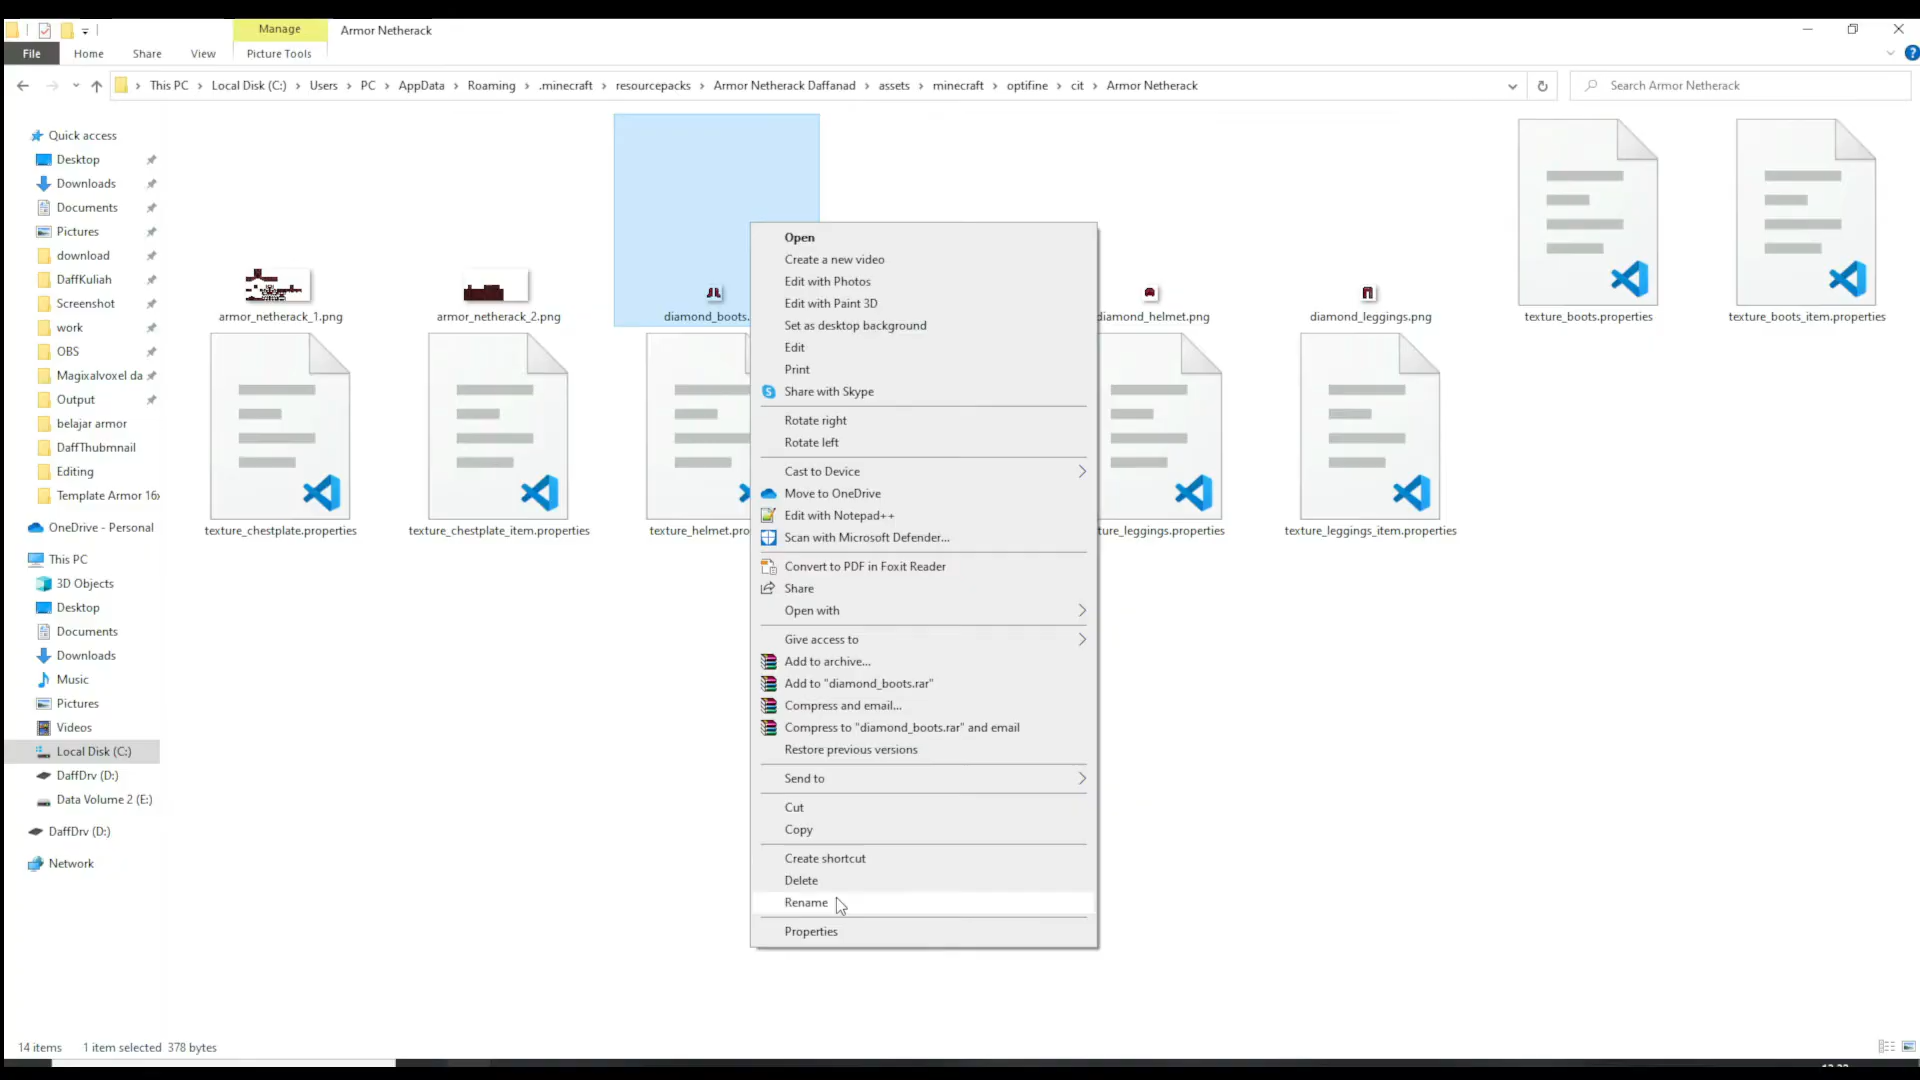 Manage
Armor Netherack
File
Home
Share
View
Picture Tools
This PC
Local Disk (C:)
Users
PC
AppData
Roaming
.minecraft
resourcepacks
Armor Netherack Daffanad
assets
minecraft
optifine
cit
Armor Netherack
Search Armor Netherack
Quick access
Desktop
Downloads
Documents
Pictures
download
DaffKuliah
Screenshot
work
OBS
Magixalvoxel da
Output
belajar armor
DaffThubmnail
Editing
Template Armor 16x
OneDrive - Personal
This PC
3D Objects
Desktop
Documents
Downloads
Music
Pictures
Videos
Local Disk (C:)
DaffDrv (D:)
Data Volume 2 (E:)
DaffDrv (D:)
Network
armor_netherack_1.png
armor_netherack_2.png
diamond_boots.
diamond_helmet.png
diamond_leggings.png
texture_boots.properties
texture_boots_item.properties
texture_chestplate.properties
texture_chestplate_item.properties
texture_helmet.pro
ture_leggings.properties
texture_leggings_item.properties
Open
Create a new video
Edit with Photos
Edit with Paint 3D
Set as desktop background
Edit
Print
Share with Skype
Rotate right
Rotate left
Cast to Device
Move to OneDrive
Edit with Notepad++
Scan with Microsoft Defender...
Convert to PDF in Foxit Reader
Share
Open with
Give access to
Add to archive...
Add to "diamond_boots.rar"
Compress and email...
Compress to "diamond_boots.rar" and email
Restore previous versions
Send to
Cut
Copy
Create shortcut
Delete
Rename
Properties
14 items
1 item selected 378 bytes